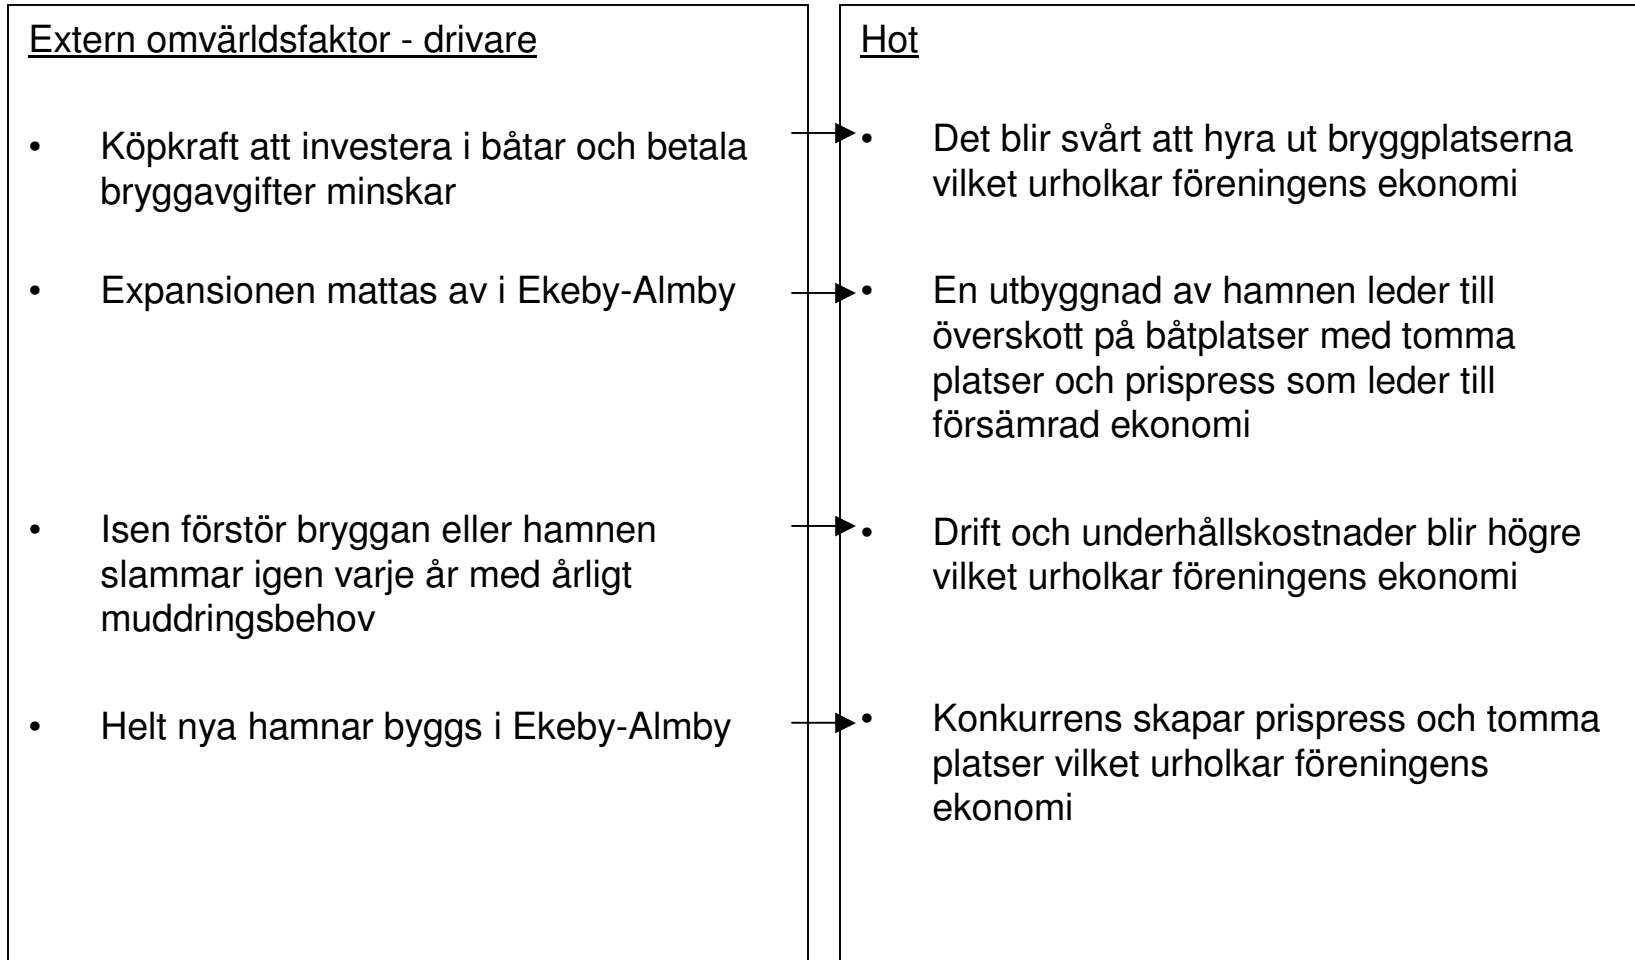 Extern omvärldsfaktor - drivare
• Köpkraft att investera i båtar och betala
bryggavgifter minskar
• Expansionen mattas av i Ekeby-Almby
• Isen förstör bryggan eller hamnen
slammar igen varje år med årligt
muddringsbehov
• Helt nya hamnar byggs i Ekeby-Almby
Hot
• Det blir svårt att hyra ut bryggplatserna
vilket urholkar föreningens ekonomi
• En utbyggnad av hamnen leder till
överskott på båtplatser med tomma
platser och prispress som leder till
försämrad ekonomi
• Drift och underhållskostnader blir högre
vilket urholkar föreningens ekonomi
• Konkurrens skapar prispress och tomma
platser vilket urholkar föreningens
ekonomi